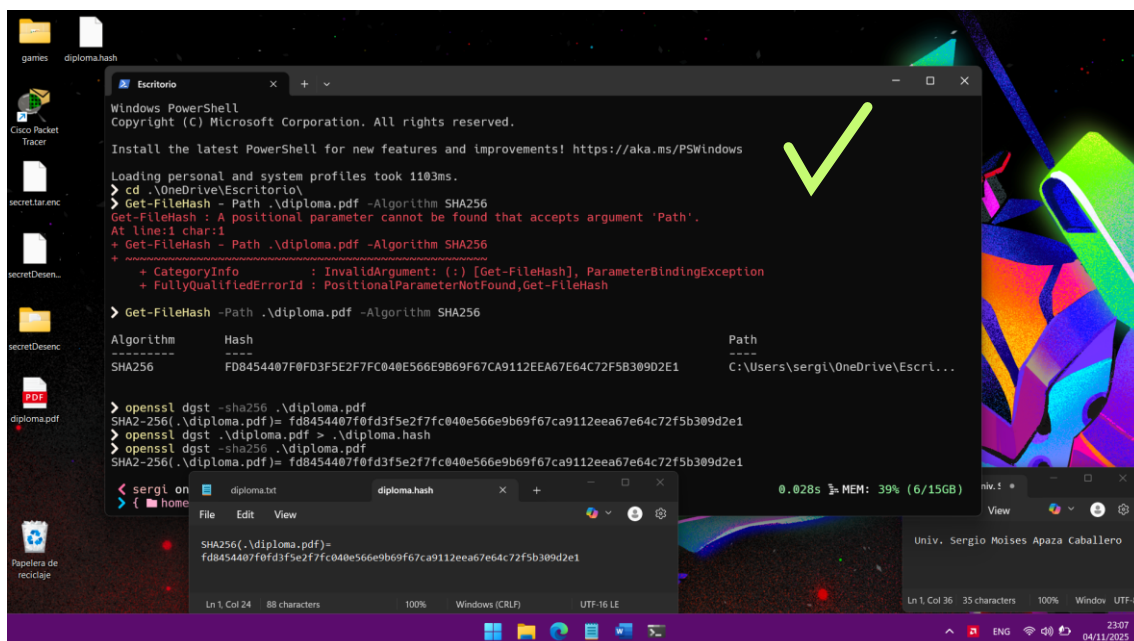 games
diploma.hash
Cisco Packet
Tracer
secret.tar.enc
secretDesen...
secretDesenc
PDF
diploma.pdf
Papelera de
reciclaje
Escritorio
Windows PowerShell
Copyright (C) Microsoft Corporation. All rights reserved.
Install the latest PowerShell for new features and improvements! https://aka.ms/PSWindows
Loading personal and system profiles took 1103ms.
❯ cd .\OneDrive\Escritorio\
❯ Get-FileHash - Path .\diploma.pdf -Algorithm SHA256
Get-FileHash : A positional parameter cannot be found that accepts argument 'Path'.
At line:1 char:1
+ Get-FileHash - Path .\diploma.pdf -Algorithm SHA256
+ ~~~~~~~~~~~~~~~~~~~~~~~~~~~~~~~~~~~~~~~~~~~~~~~~~~~
+ CategoryInfo : InvalidArgument: (:) [Get-FileHash], ParameterBindingException
+ FullyQualifiedErrorId : PositionalParameterNotFound,Get-FileHash
❯ Get-FileHash -Path .\diploma.pdf -Algorithm SHA256
Algorithm Hash Path
--------- ---- ----
SHA256 FD8454407F0FD3F5E2F7FC040E566E9B69F67CA9112EEA67E64C72F5B309D2E1 C:\Users\sergi\OneDrive\Escri...
❯ openssl dgst -sha256 .\diploma.pdf
SHA2-256(.\diploma.pdf)= fd8454407f0fd3f5e2f7fc040e566e9b69f67ca9112eea67e64c72f5b309d2e1
❯ openssl dgst .\diploma.pdf > .\diploma.hash
❯ openssl dgst -sha256 .\diploma.pdf
SHA2-256(.\diploma.pdf)= fd8454407f0fd3f5e2f7fc040e566e9b69f67ca9112eea67e64c72f5b309d2e1
❮ sergi on
0.028s MEM: 39% (6/15GB)
❯ { home
diploma.txt
diploma.hash
File Edit View
SHA256(.\diploma.pdf)=
fd8454407f0fd3f5e2f7fc040e566e9b69f67ca9112eea67e64c72f5b309d2e1
Ln 1, Col 24 88 characters 100% Windows (CRLF) UTF-16 LE
View
Univ. Sergio Moises Apaza Caballero
Ln 1, Col 36 35 characters 100% Window UTF-
ENG
23:07
04/11/2025